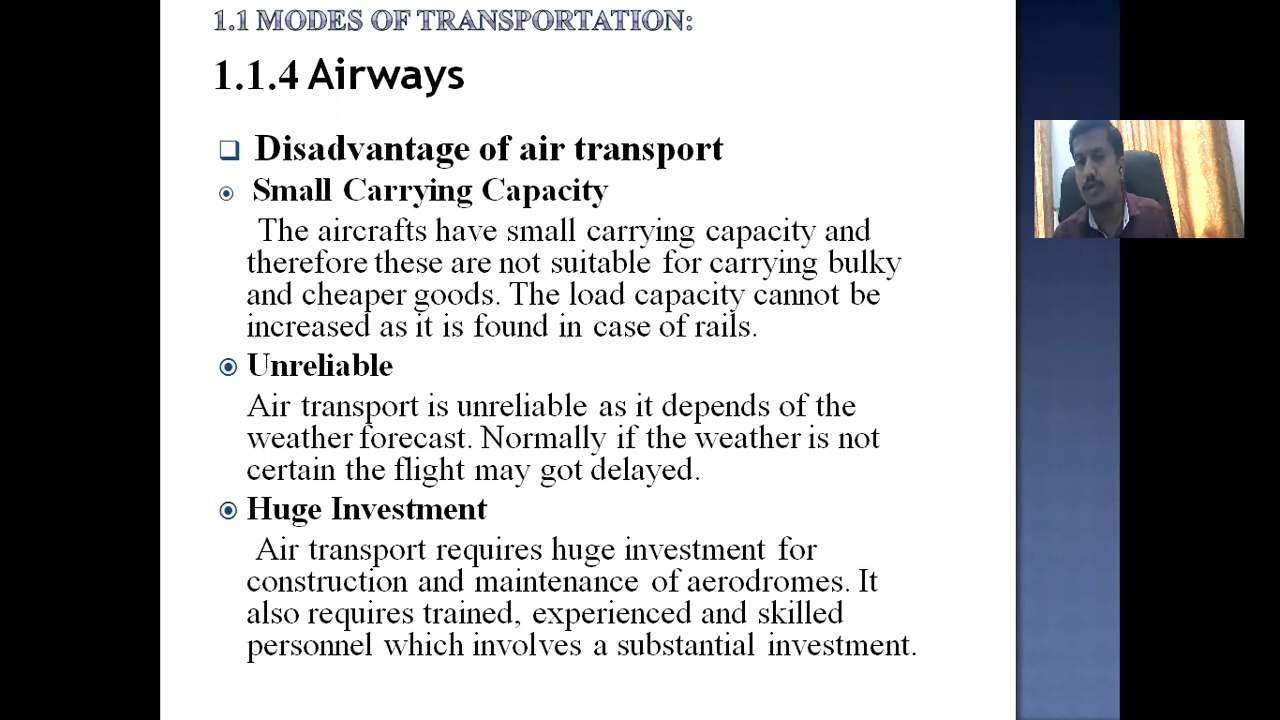 1.1 MODES OF TRANSPORTATION:
1.1.4 Airways
Disadvantage of air transport
Small Carrying Capacity
The aircrafts have small carrying capacity and
therefore these are not suitable for carrying bulky
and cheaper goods. The load capacity cannot be
increased as it is found in case of rails.
Unreliable
Air transport is unreliable as it depends of the
weather forecast. Normally if the weather is not
certain the flight may got delayed.
Huge Investment
Air transport requires huge investment for
construction and maintenance of aerodromes. It
also requires trained, experienced and skilled
personnel which involves a substantial investment.